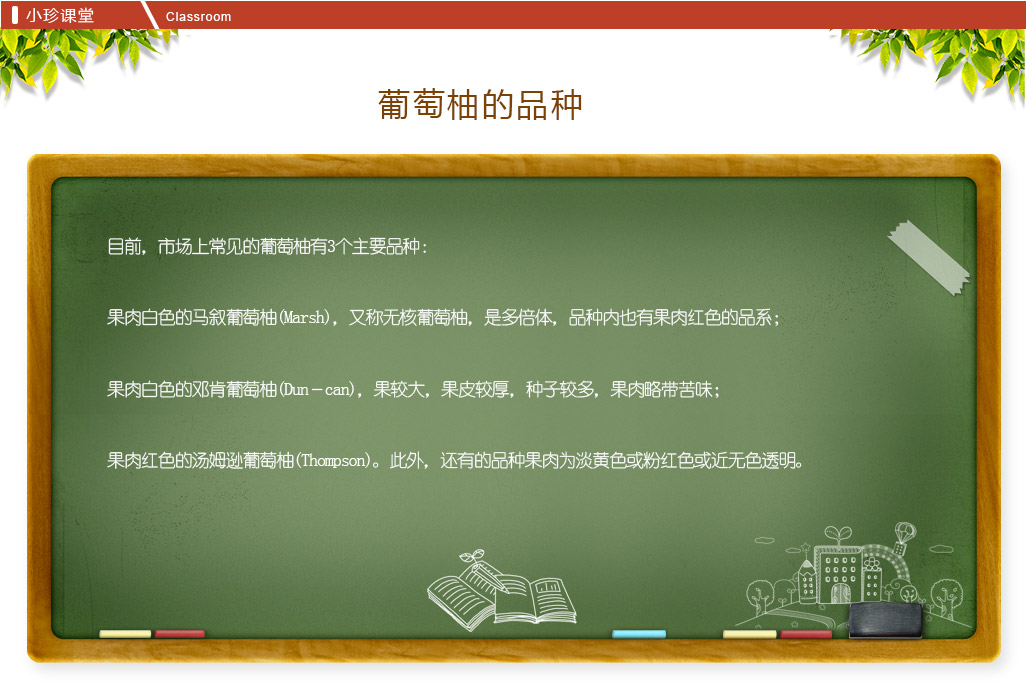 小珍课堂 Classroom
葡萄柚的品种
目前，市场上常见的葡萄柚有3个主要品种：
果肉白色的马叙葡萄柚(Marsh)，又称无核葡萄柚，是多倍体，品种内也有果肉红色的品系；
果肉白色的邓肯葡萄柚(Dun－can)，果较大，果皮较厚，种子较多，果肉略带苦味；
果肉红色的汤姆逊葡萄柚(Thompson)。此外，还有的品种果肉为淡黄色或粉红色或近无色透明。